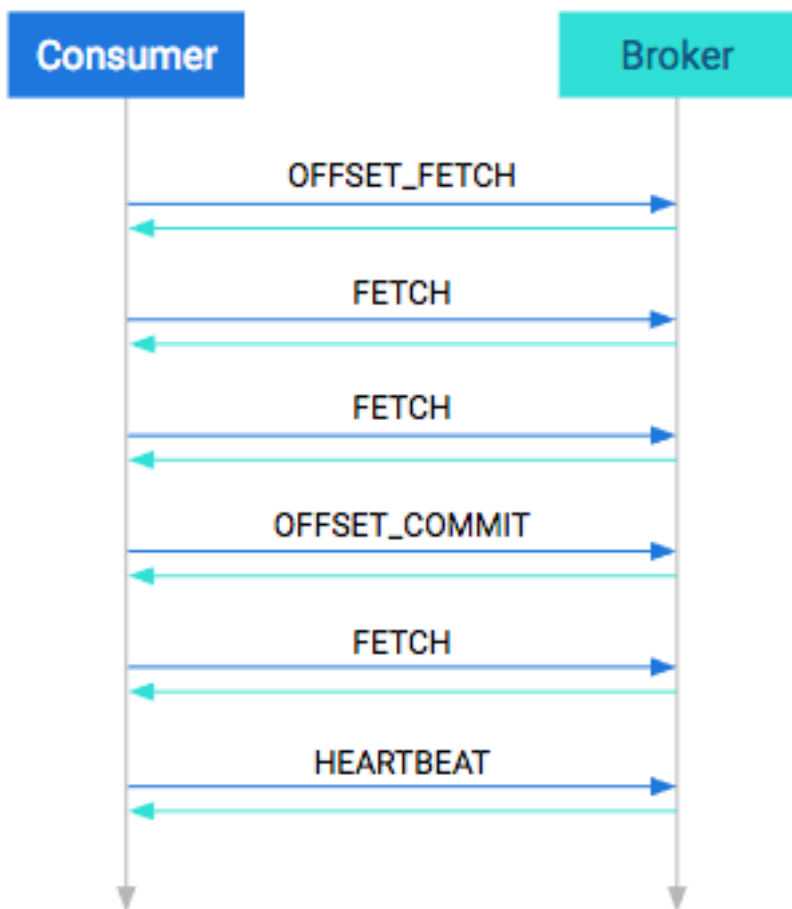 Consumer
Broker
OFFSET_FETCH
FETCH
FETCH
OFFSET_COMMIT
FETCH
HEARTBEAT